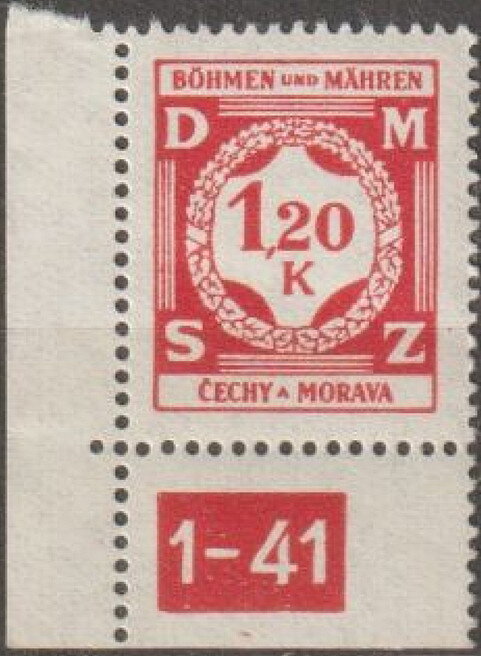 BÖHMEN UND MÄHREN
D M
1,20
K
S Z
ČECHY A MORAVA
1-41